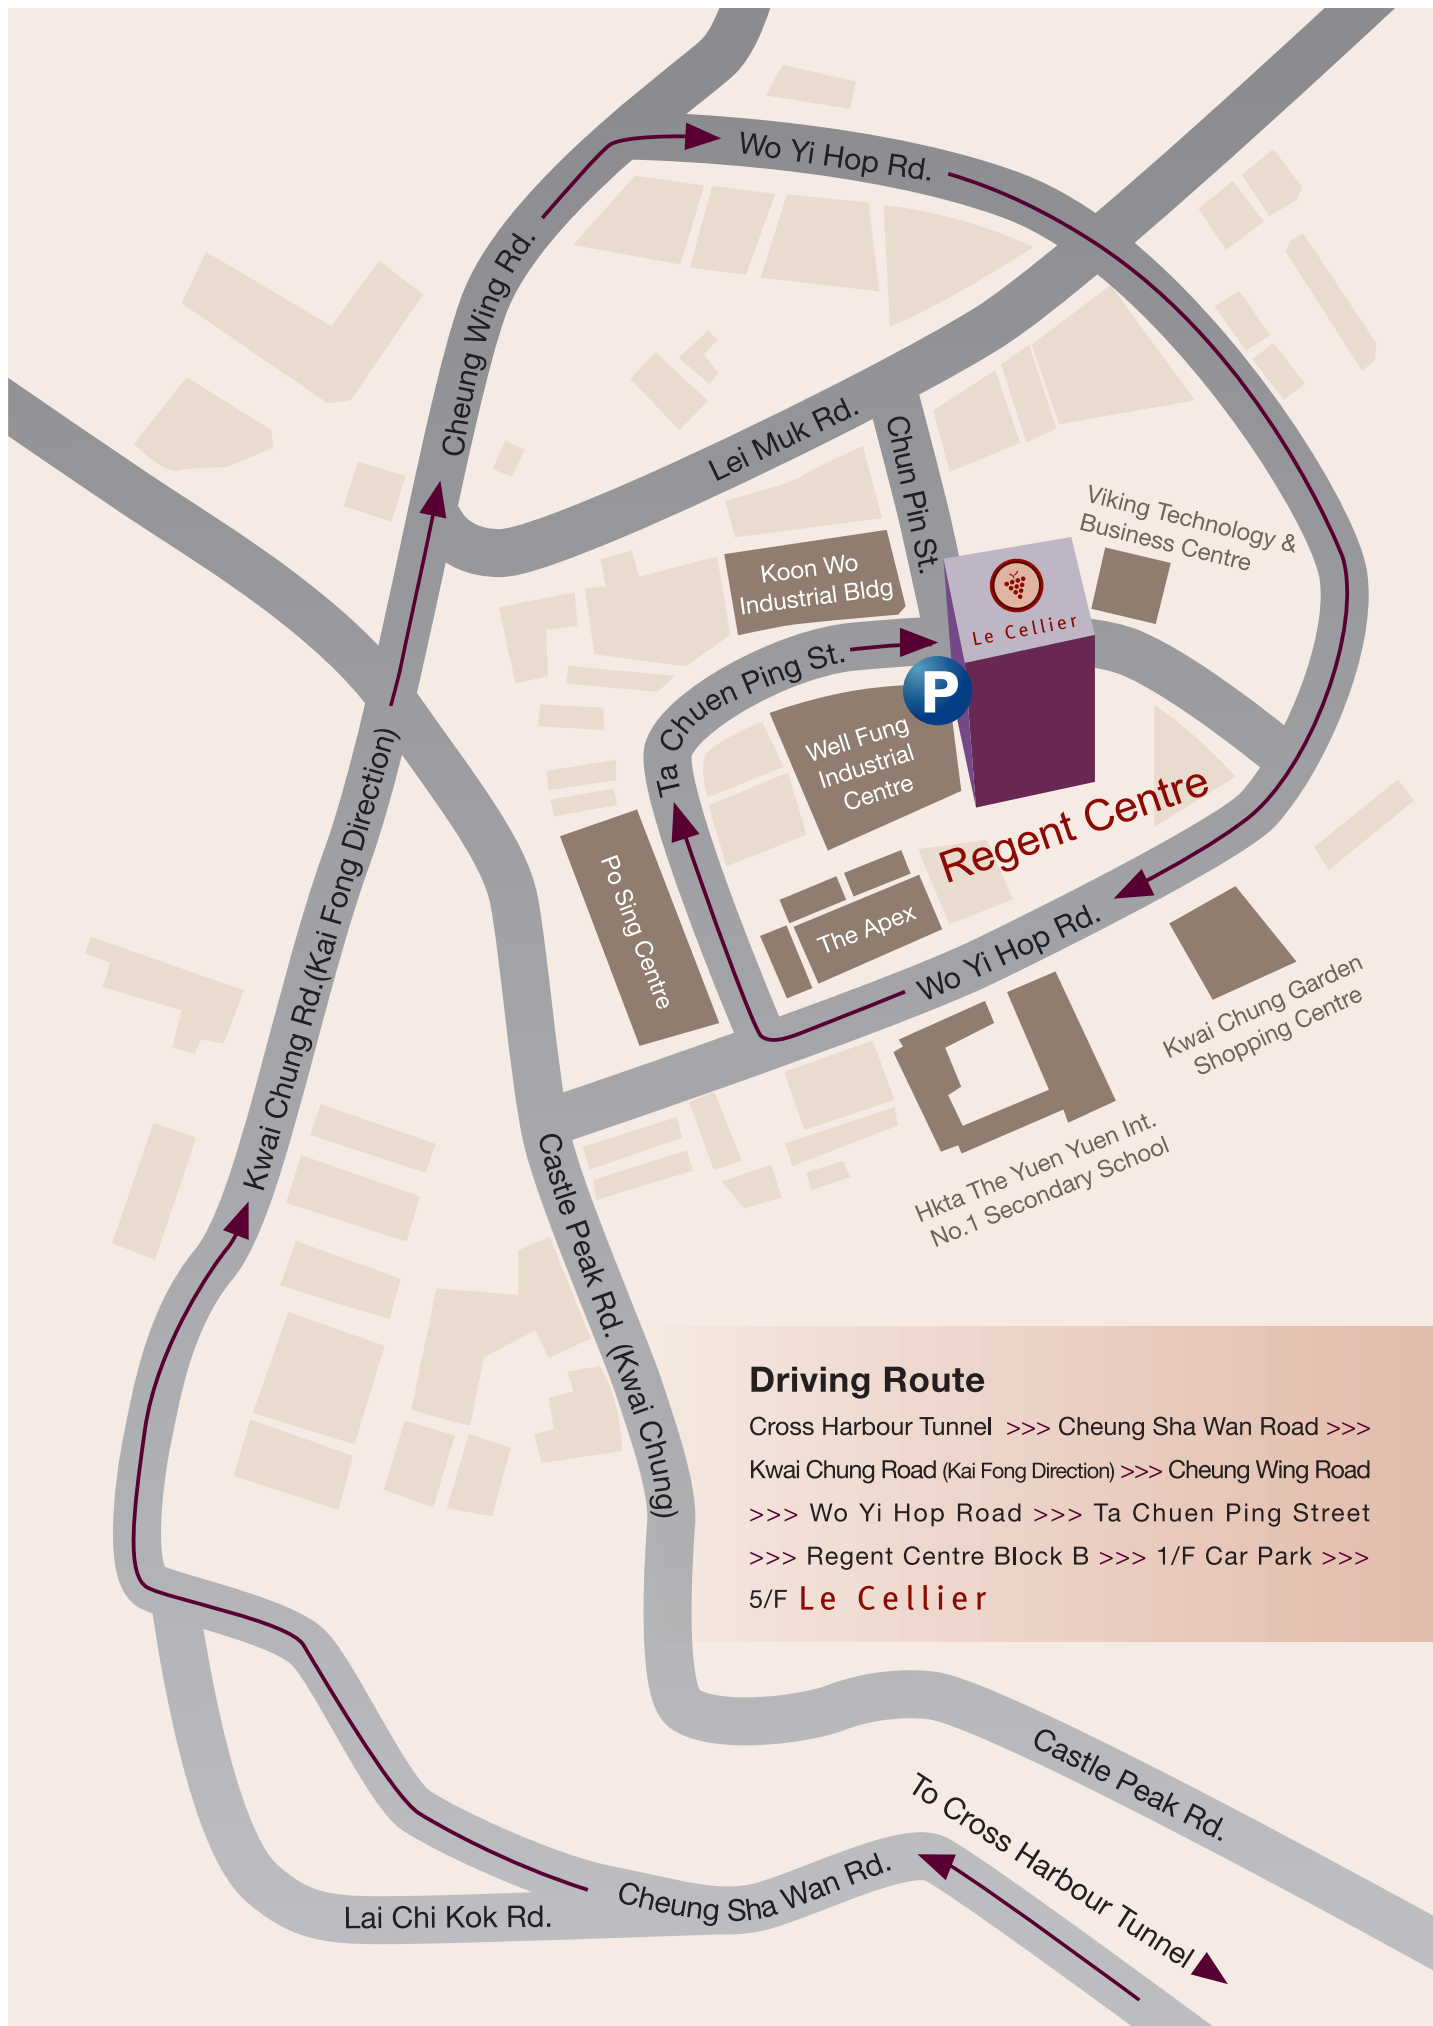 Wo Yi Hop Rd.
Cheung Wing Rd.
Lei Muk Rd.
Chun Pin St.
Viking Technology &
Business Centre
Koon Wo
Industrial Bldg
Le Cellier
Ta Chuen Ping St.
P
Well Fung
Industrial
Centre
Regent Centre
Kwai Chung Rd.(Kai Fong Direction)
Po Sing Centre
The Apex
Wo Yi Hop Rd.
Kwai Chung Garden
Shopping Centre
Hkta The Yuen Yuen Int.
No.1 Secondary School
Castle Peak Rd. (Kwai Chung)
Driving Route
Cross Harbour Tunnel >>> Cheung Sha Wan Road >>>
Kwai Chung Road (Kai Fong Direction) >>> Cheung Wing Road
>>> Wo Yi Hop Road >>> Ta Chuen Ping Street
>>> Regent Centre Block B >>> 1/F Car Park >>>
5/F Le Cellier
Castle Peak Rd.
To Cross Harbour Tunnel
Cheung Sha Wan Rd.
Lai Chi Kok Rd.